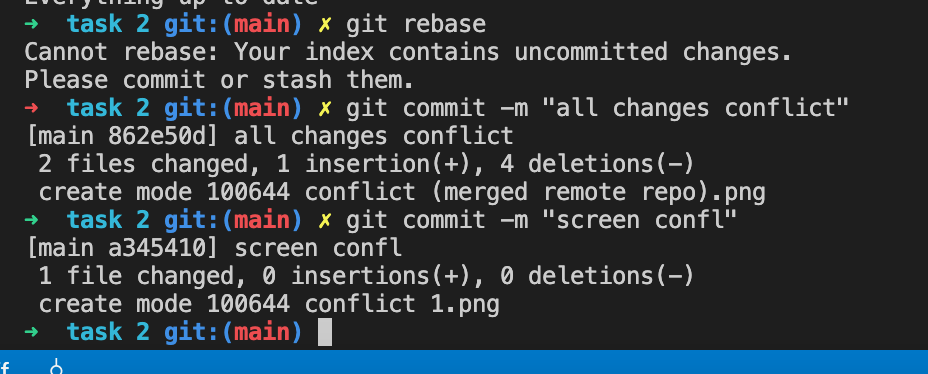 Everything up-to-date
➜  task 2 git:(main) ✗ git rebase
Cannot rebase: Your index contains uncommitted changes.
Please commit or stash them.
➜  task 2 git:(main) ✗ git commit -m "all changes conflict"
[main 862e50d] all changes conflict
 2 files changed, 1 insertion(+), 4 deletions(-)
 create mode 100644 conflict (merged remote repo).png
➜  task 2 git:(main) ✗ git commit -m "screen confl"
[main a345410] screen confl
 1 file changed, 0 insertions(+), 0 deletions(-)
 create mode 100644 conflict 1.png
➜  task 2 git:(main)